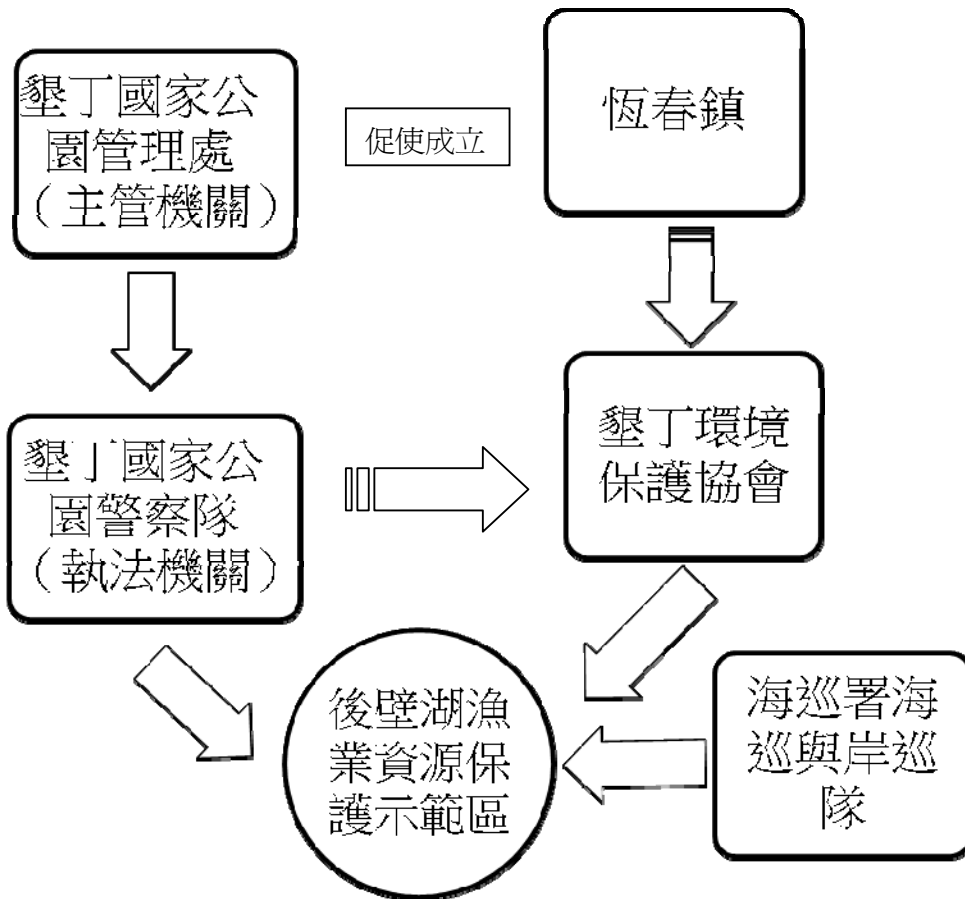 墾丁國家公
園管理處
（主管機關）
促使成立
恆春鎮
墾丁國家公
園警察隊
（執法機關）
墾丁環境
保護協會
後壁湖漁
業資源保
護示範區
海巡署海
巡與岸巡
隊